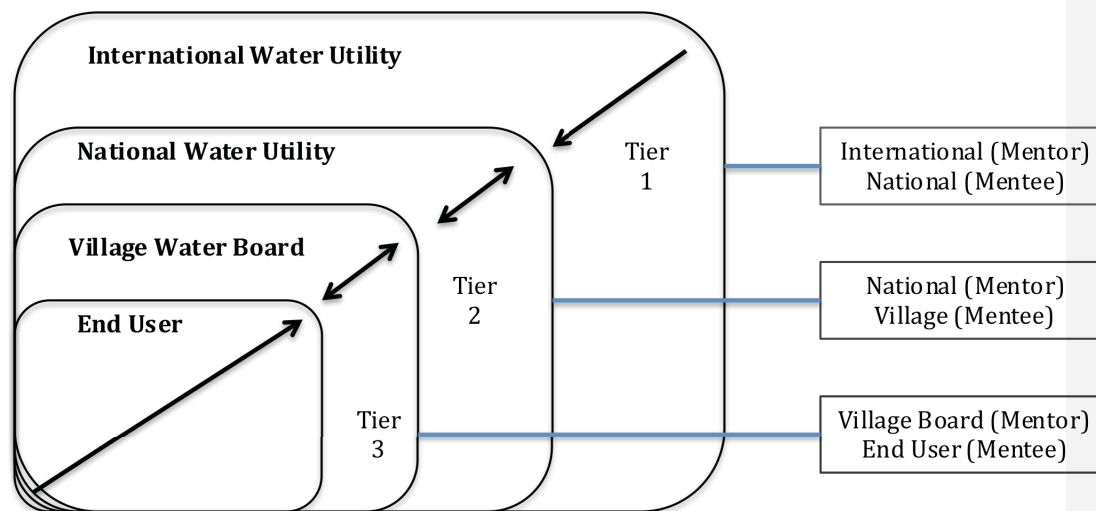 International Water Utility
National Water Utility
Village Water Board
End User
Tier
1
Tier
2
Tier
3
International (Mentor)
National (Mentee)
National (Mentor)
Village (Mentee)
Village Board (Mentor)
End User (Mentee)